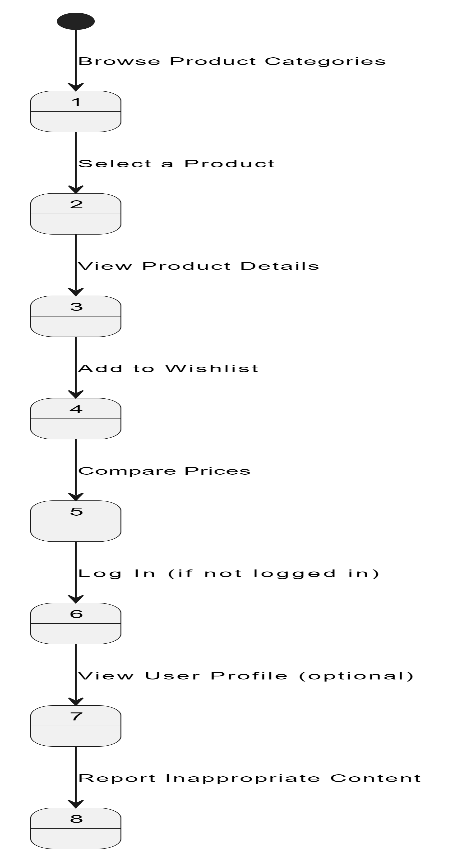 Browse Product Categories
1
Select a Product
2
View Product Details
3
Add to Wishlist
4
Compare Prices
5
Log In (if not logged in)
6
View User Profile (optional)
7
Report Inappropriate Content
8